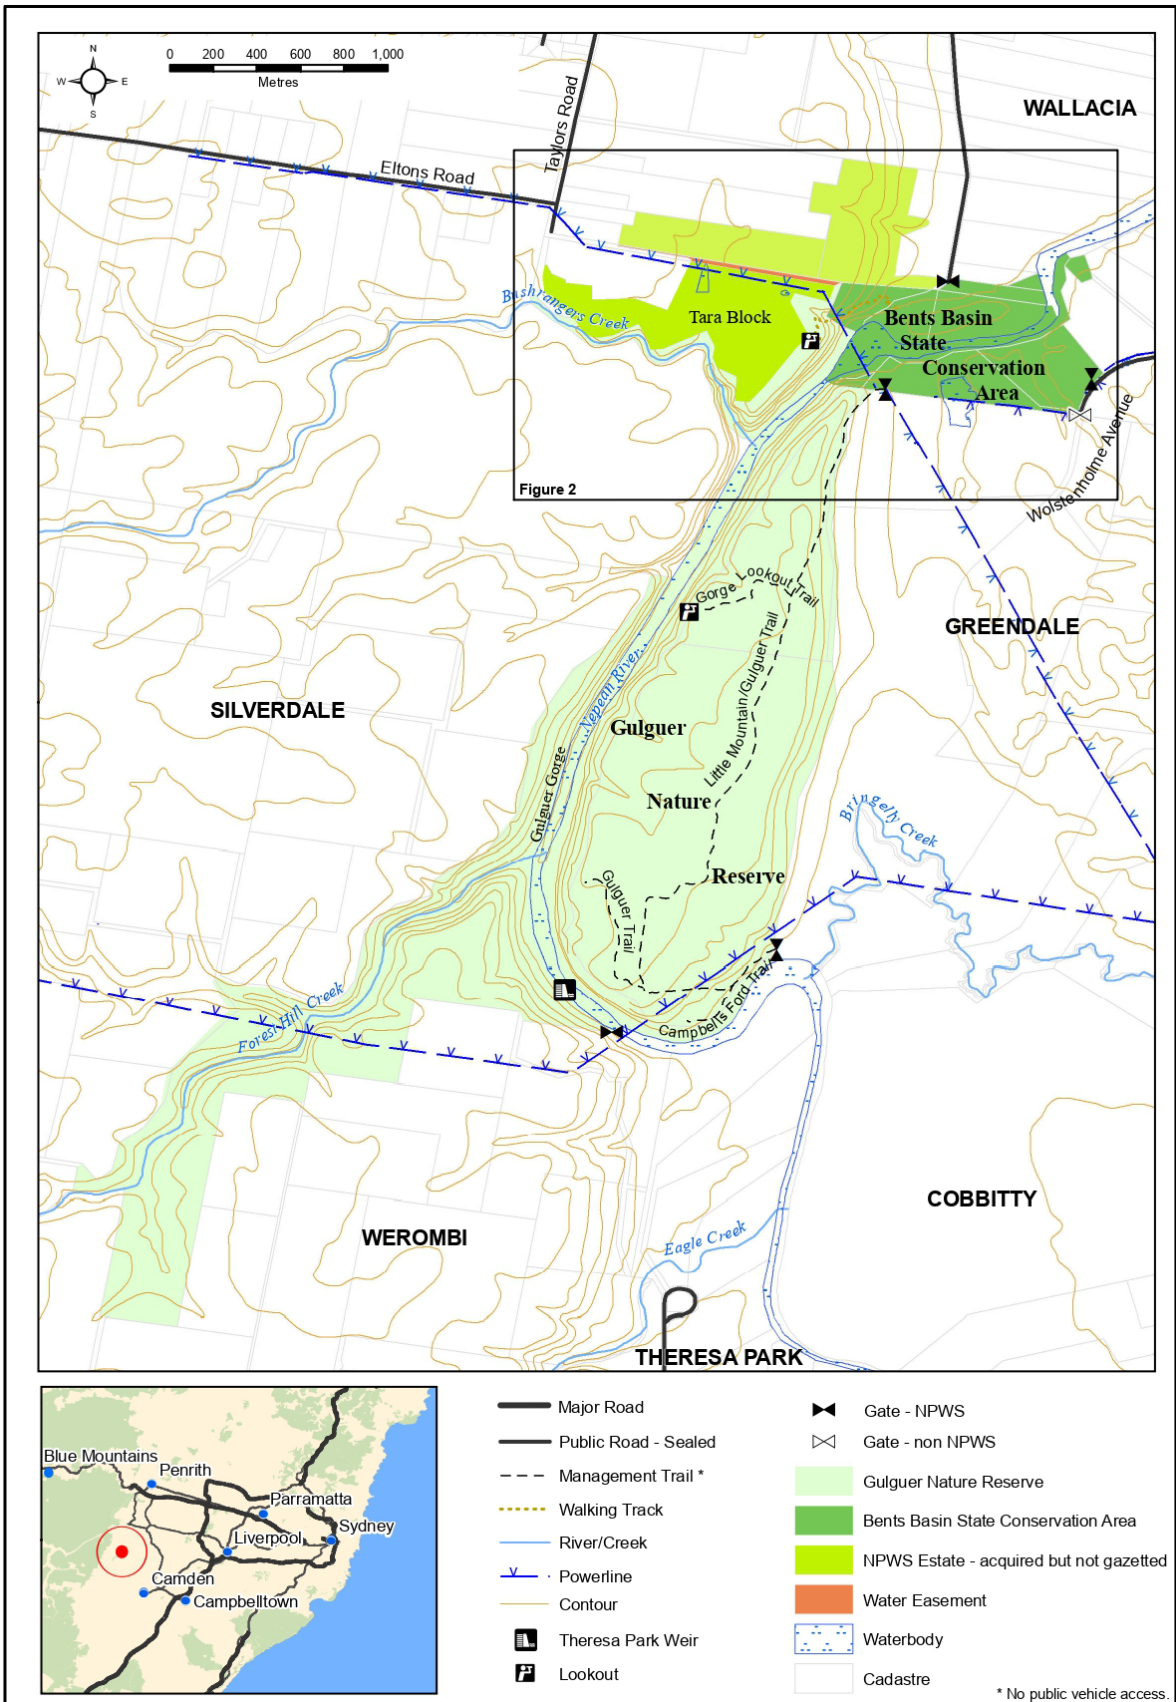 N
W
E
S
0 200 400 600 800 1,000
Metres
WALLACIA
Taylors Road
Eltons Road
Bushrangers Creek
Tara Block
Bents Basin
State
Conservation
Area
Wolstenholme Avenue
Figure 2
Gorge Lookout Trail
GREENDALE
Little Mountain/Gulguer Trail
Nepean River
SILVERDALE
Gulguer
Gulguer Gorge
Nature
Bringelly Creek
Reserve
Gulguer Trail
Campbell's Ford Trail
Forest Hill Creek
COBBITTY
WEROMBI
Eagle Creek
THERESA PARK
Blue Mountains
Penrith
Parramatta
Sydney
Liverpool
Camden
Campbelltown
Major Road
Public Road - Sealed
Management Trail *
Walking Track
River/Creek
Powerline
Contour
Theresa Park Weir
Lookout
Gate - NPWS
Gate - non NPWS
Gulguer Nature Reserve
Bents Basin State Conservation Area
NPWS Estate - acquired but not gazetted
Water Easement
Waterbody
Cadastre
* No public vehicle access.